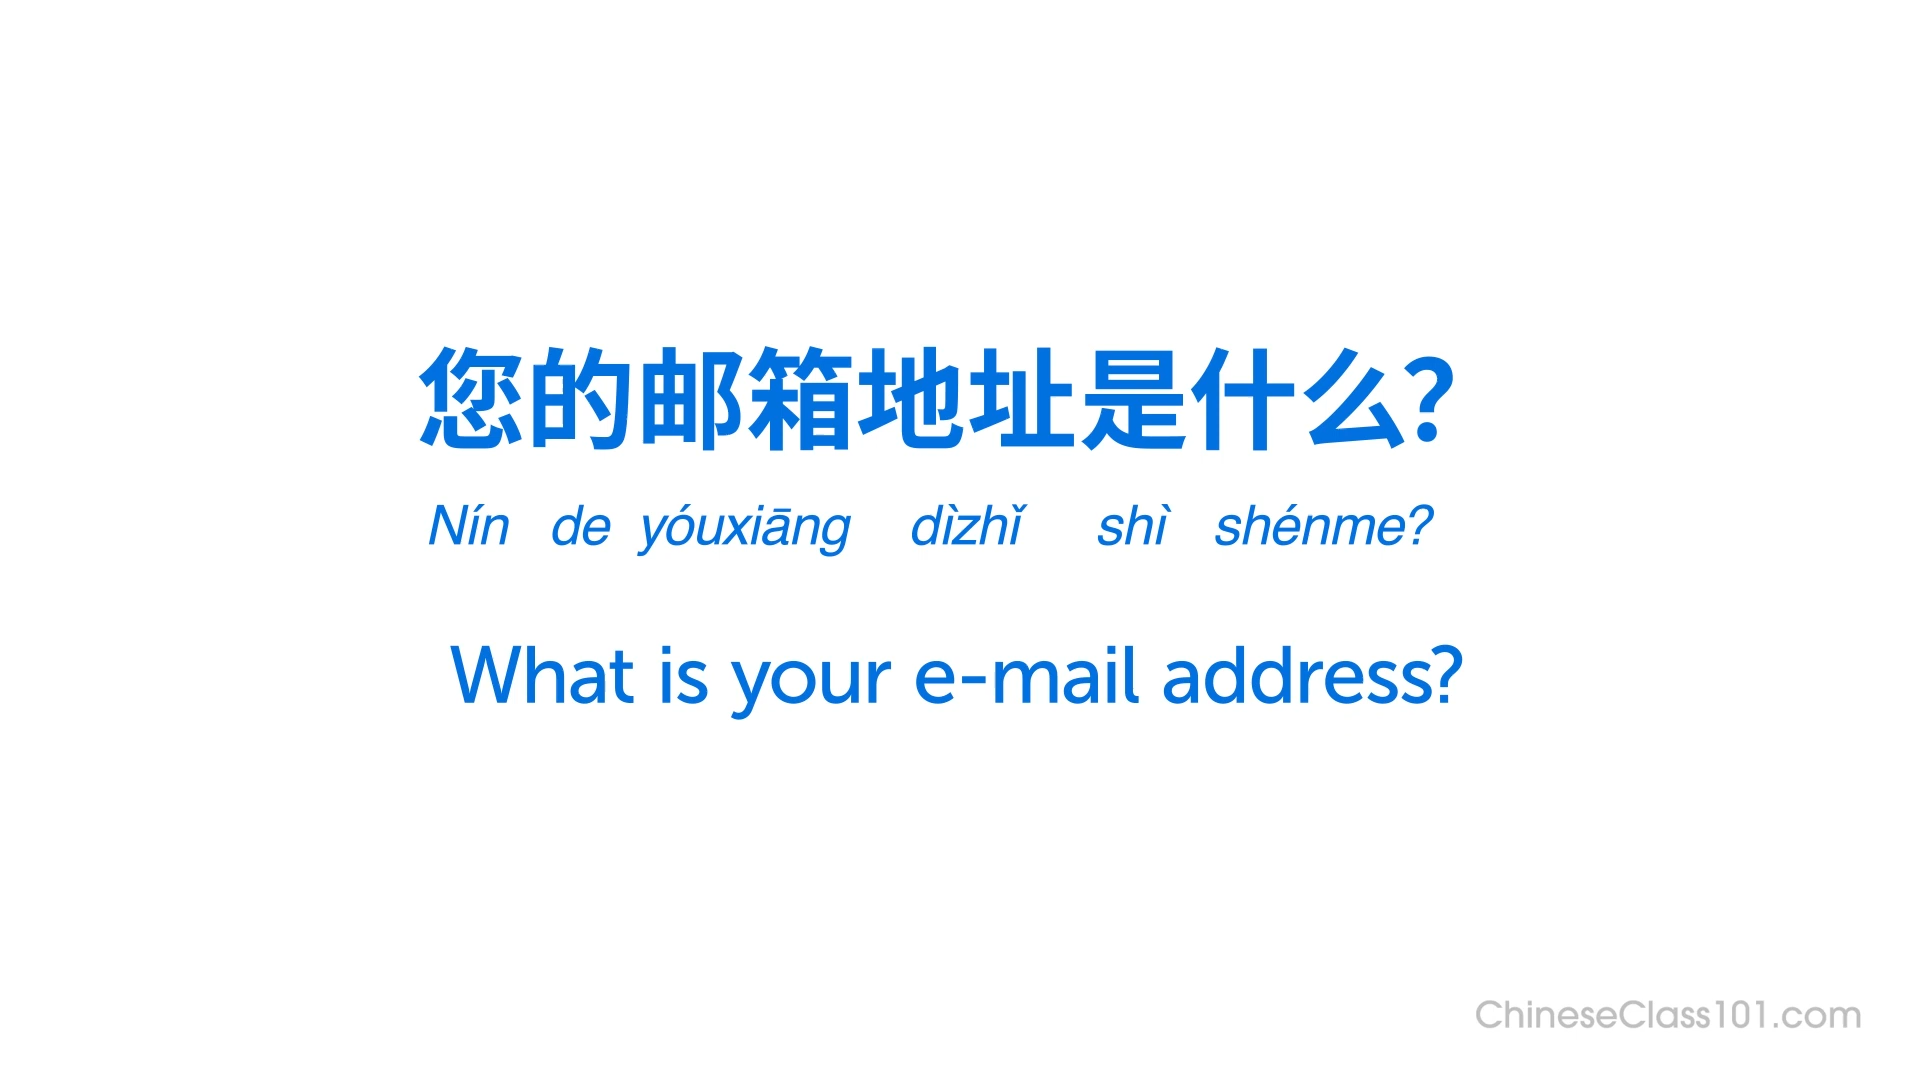 您的邮箱地址是什么？
Nín de yóuxiāng dìzhǐ shì shénme?
What is your e-mail address?
ChineseClass101.com